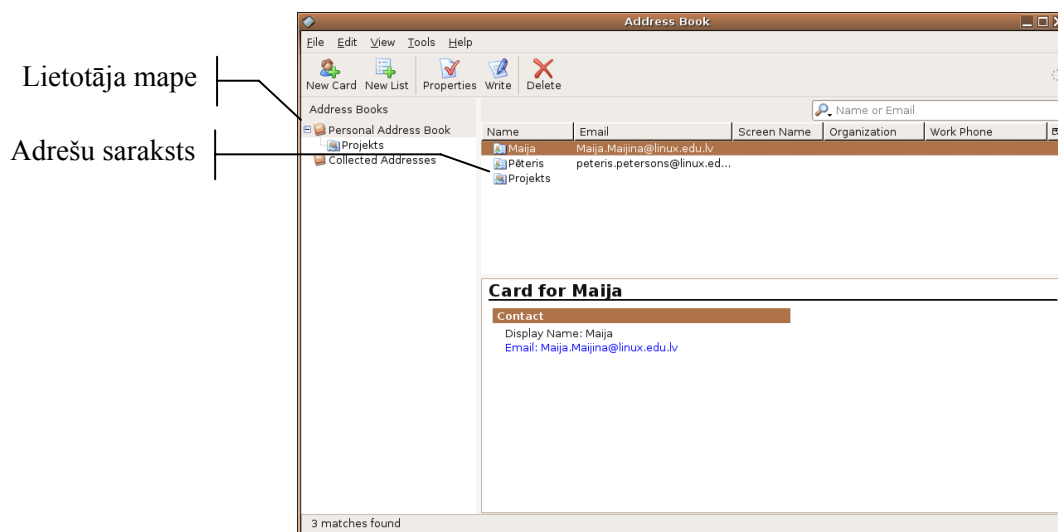 Address Book
File Edit View Tools Help
New Card New List Properties Write Delete
Lietotāja mape
Adrešu saraksts
Address Books
Personal Address Book
Projekts
Collected Addresses
Name or Email
Name Email Screen Name Organization Work Phone
Maija Maija.Maijina@linux.edu.lv
Pēteris peteris.petersons@linux.ed...
Projekts
Card for Maija
Contact
Display Name: Maija
Email: Maija.Maijina@linux.edu.lv
3 matches found